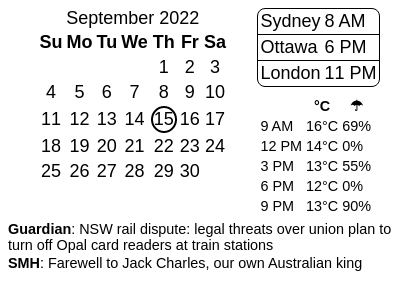 September 2022
Su Mo Tu We Th Fr Sa
1 2 3
4 5 6 7 8 9 10
11 12 13 14 15 16 17
18 19 20 21 22 23 24
25 26 27 28 29 30
Sydney 8 AM
Ottawa 6 PM
London 11 PM
°C ☂
9 AM 16°C 69%
12 PM 14°C 0%
3 PM 13°C 55%
6 PM 12°C 0%
9 PM 13°C 90%
Guardian: NSW rail dispute: legal threats over union plan to
turn off Opal card readers at train stations
SMH: Farewell to Jack Charles, our own Australian king